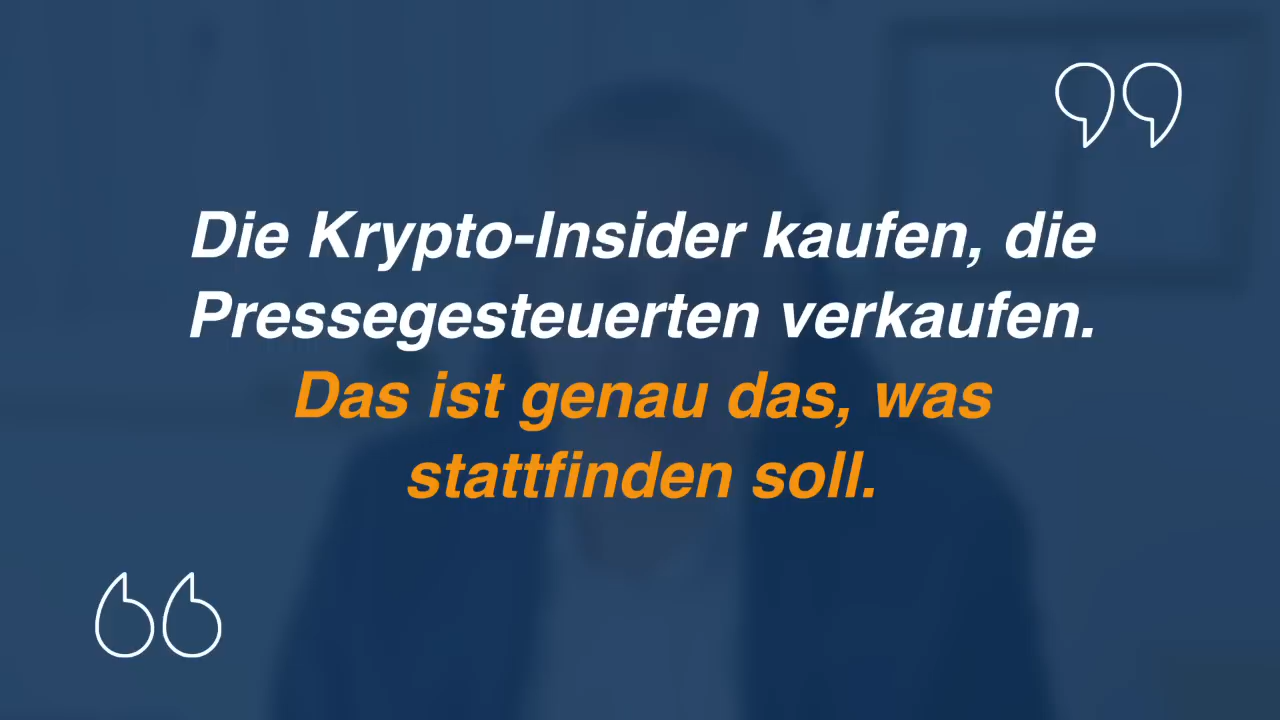 Die Krypto-Insider kaufen, die
Pressegesteuerten verkaufen.
Das ist genau das, was
stattfinden soll.